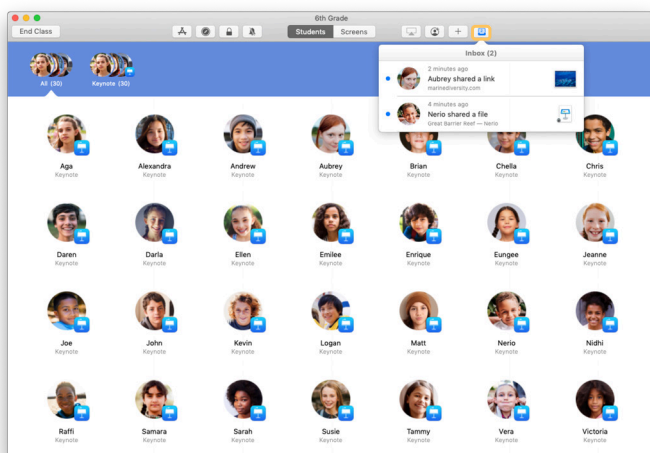 6th Grade
End Class
Students Screens
Inbox (2)
2 minutes ago
Aubrey shared a link
marinediversity.com
4 minutes ago
Nerio shared a file
Great Barrier Reef — Nerio
All (30) Keynote (30)
Aga Alexandra Andrew Aubrey Brian Chella Chris
Keynote Keynote Keynote Keynote Keynote Keynote Keynote
Daren Darla Ellen Emilee Enrique Eungee Jeanne
Keynote Keynote Keynote Keynote Keynote Keynote Keynote
Joe John Kevin Logan Matt Nerio Nidhi
Keynote Keynote Keynote Keynote Keynote Keynote Keynote
Raffi Samara Sarah Susie Tammy Vera Victoria
Keynote Keynote Keynote Keynote Keynote Keynote Keynote